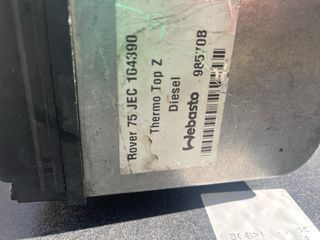 Rover 75 JEC 104390
Thermo Top Z
Diesel
Webasto 98570B